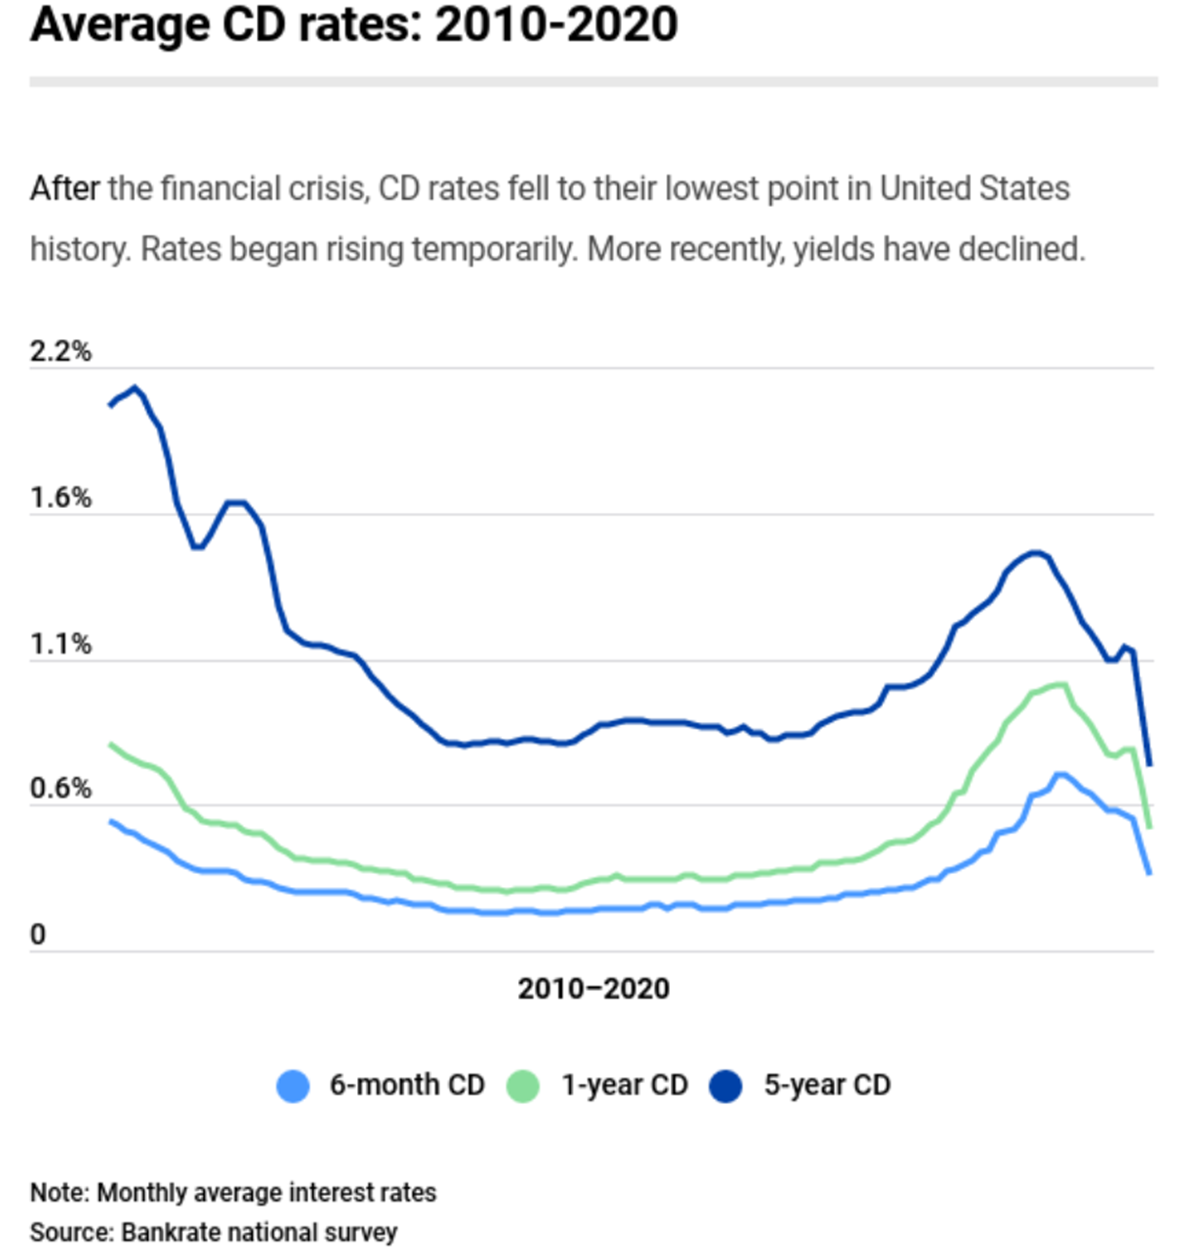 Average CD rates: 2010-2020
After the financial crisis, CD rates fell to their lowest point in United States
history. Rates began rising temporarily. More recently, yields have declined.
2.2%
1.6%
1.1%
0.6%
0
2010–2020
6-month CD 1-year CD 5-year CD
Note: Monthly average interest rates
Source: Bankrate national survey